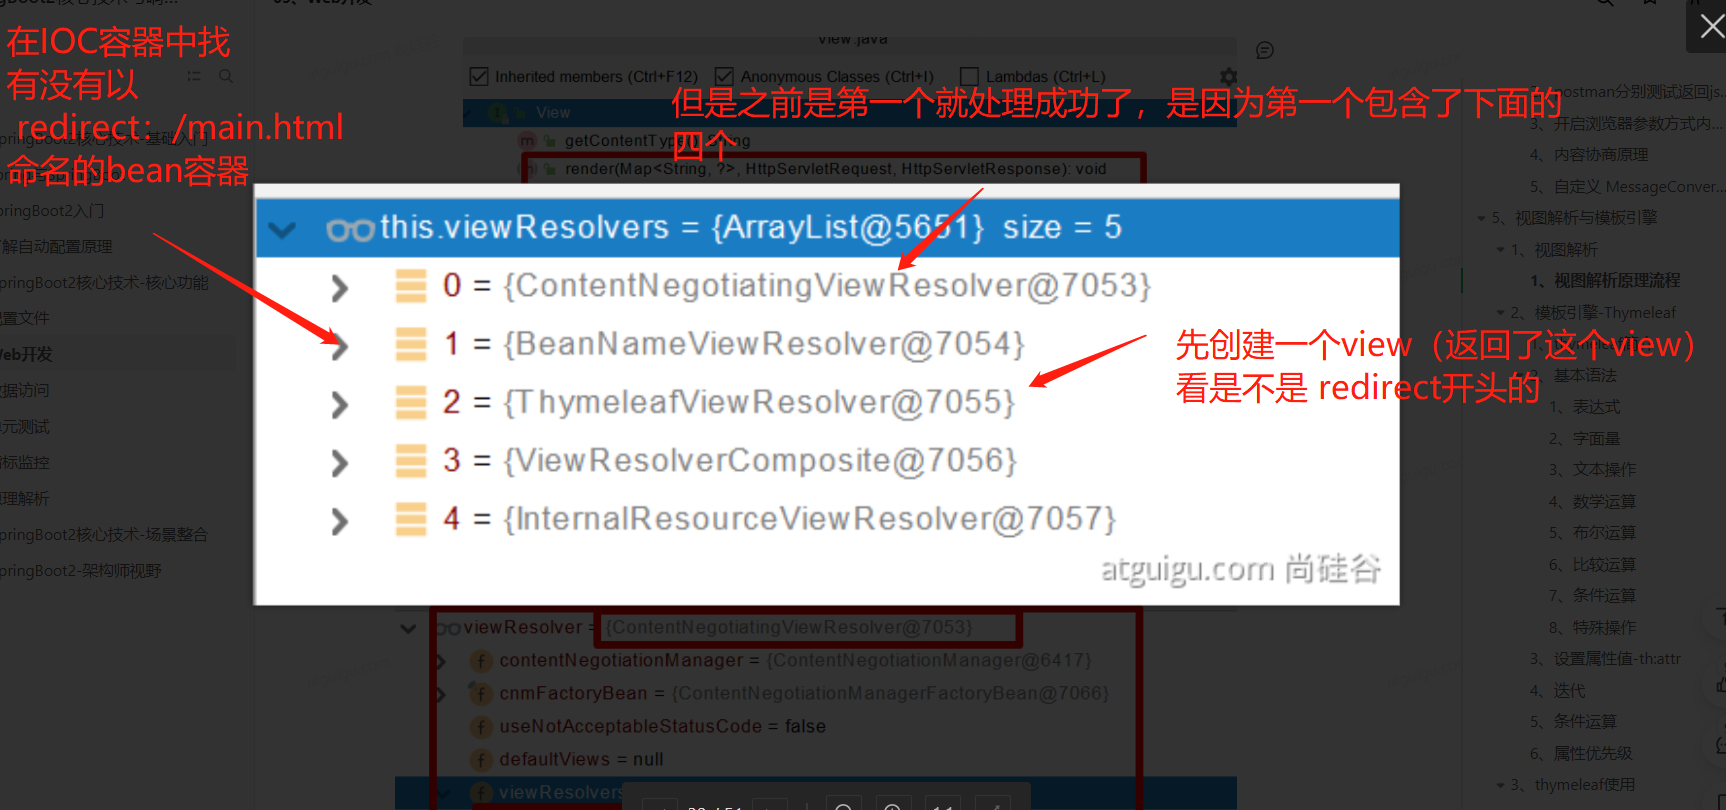 05、Web开发
在IOC容器中找
有没有以
redirect：/main.html
命名的bean容器
View.java
Inherited members (Ctrl+F12)
Anonymous Classes (Ctrl+I)
Lambdas (Ctrl+L)
View
但是之前是第一个就处理成功了，是因为第一个包含了下面的
四个
getContentType(): String
render(Map<String, ?>, HttpServletRequest, HttpServletResponse): void
this.viewResolvers = {ArrayList@5651} size = 5
0 = {ContentNegotiatingViewResolver@7053}
1 = {BeanNameViewResolver@7054}
2 = {ThymeleafViewResolver@7055}
3 = {ViewResolverComposite@7056}
4 = {InternalResourceViewResolver@7057}
先创建一个view（返回了这个view）
看是不是 redirect开头的
atguigu.com 尚硅谷
viewResolver = {ContentNegotiatingViewResolver@7053}
contentNegotiationManager = {ContentNegotiationManager@6417}
cnmFactoryBean = {ContentNegotiationManagerFactoryBean@7066}
useNotAcceptableStatusCode = false
defaultViews = null
viewResolvers
pringBoot2核心技术-基础入门
pringBoot2入门
解自动配置原理
pringBoot2核心技术-核心功能
配置文件
Web开发
数据访问
单元测试
指标监控
原理解析
pringBoot2核心技术-场景整合
pringBoot2-架构师视野
postman分别测试返回js...
3、开启浏览器参数方式内...
4、内容协商原理
5、自定义 MessageConver...
5、视图解析与模板引擎
1、视图解析
1、视图解析原理流程
2、模板引擎-Thymeleaf
2、基本语法
1、表达式
2、字面量
3、文本操作
4、数学运算
5、布尔运算
6、比较运算
7、条件运算
8、特殊操作
3、设置属性值-th:attr
4、迭代
5、条件运算
6、属性优先级
3、thymeleaf使用